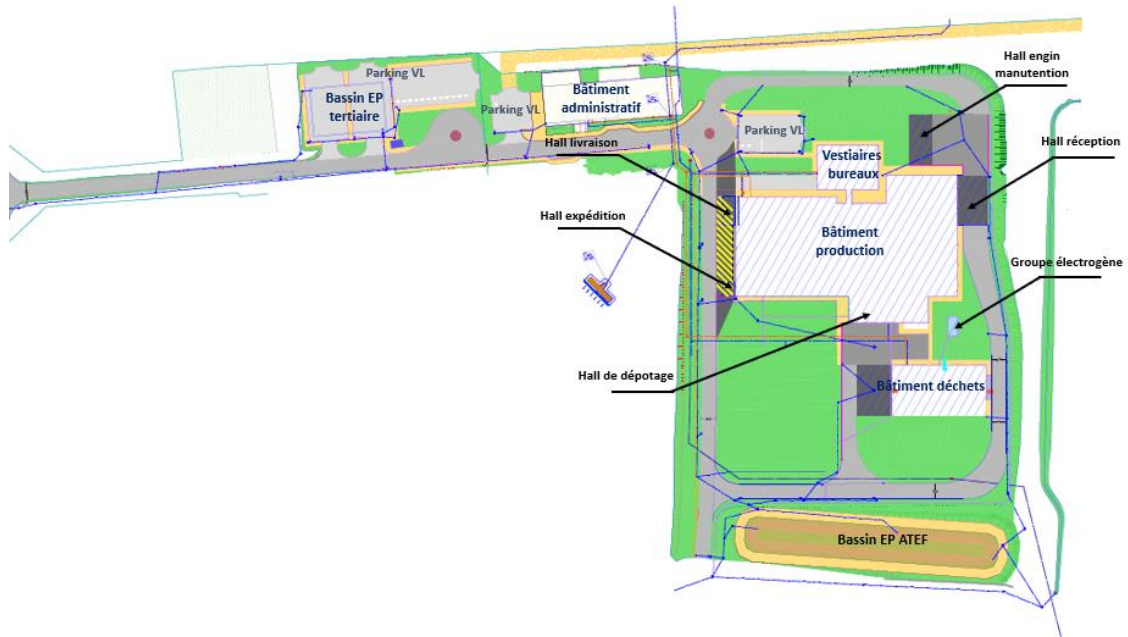 Hall engin
manutention
Parking VL
Bassin EP
tertiaire
Bâtiment
administratif
Parking VL
Parking VL
Hall livraison
Hall réception
Vestiaires
bureaux
Hall expédition
Bâtiment
production
Groupe électrogène
Hall de dépotage
Bâtiment déchets
Bassin EP ATEF